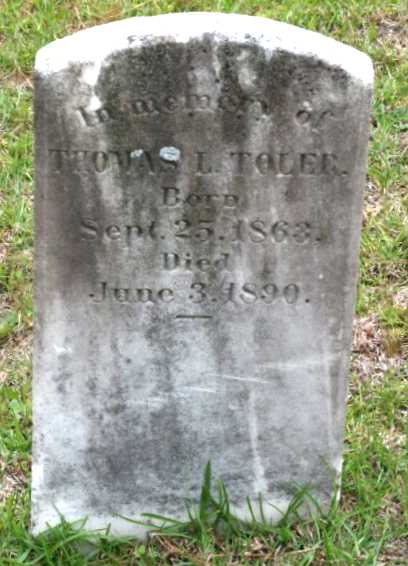 In memory of
THOMAS L. TOLER.
Born
Sept. 25, 1863.
Died
June 3, 1890.